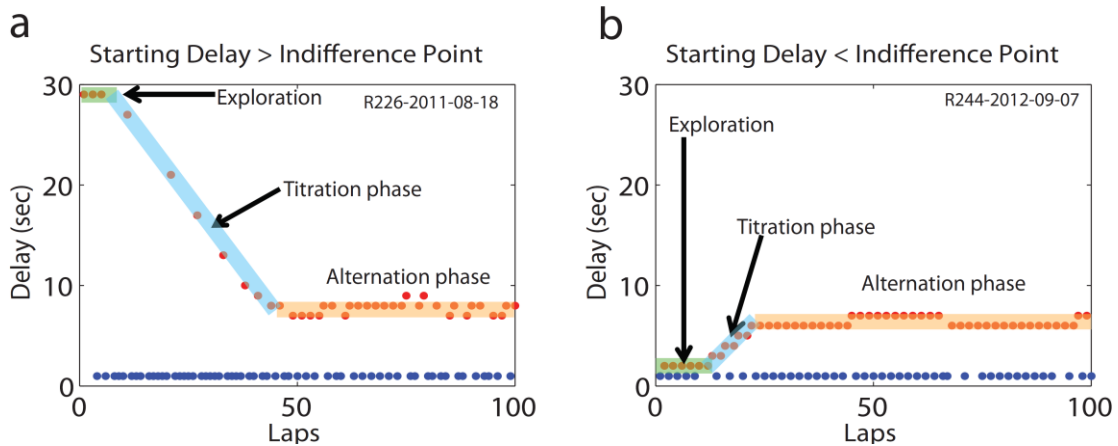 a
Starting Delay > Indifference Point
30
20
10
0
Delay (sec)
Exploration
R226-2011-08-18
Titration phase
Alternation phase
0
50
100
Laps
b
Starting Delay < Indifference Point
30
20
10
0
Delay (sec)
R244-2012-09-07
Exploration
Titration phase
Alternation phase
0
50
100
Laps